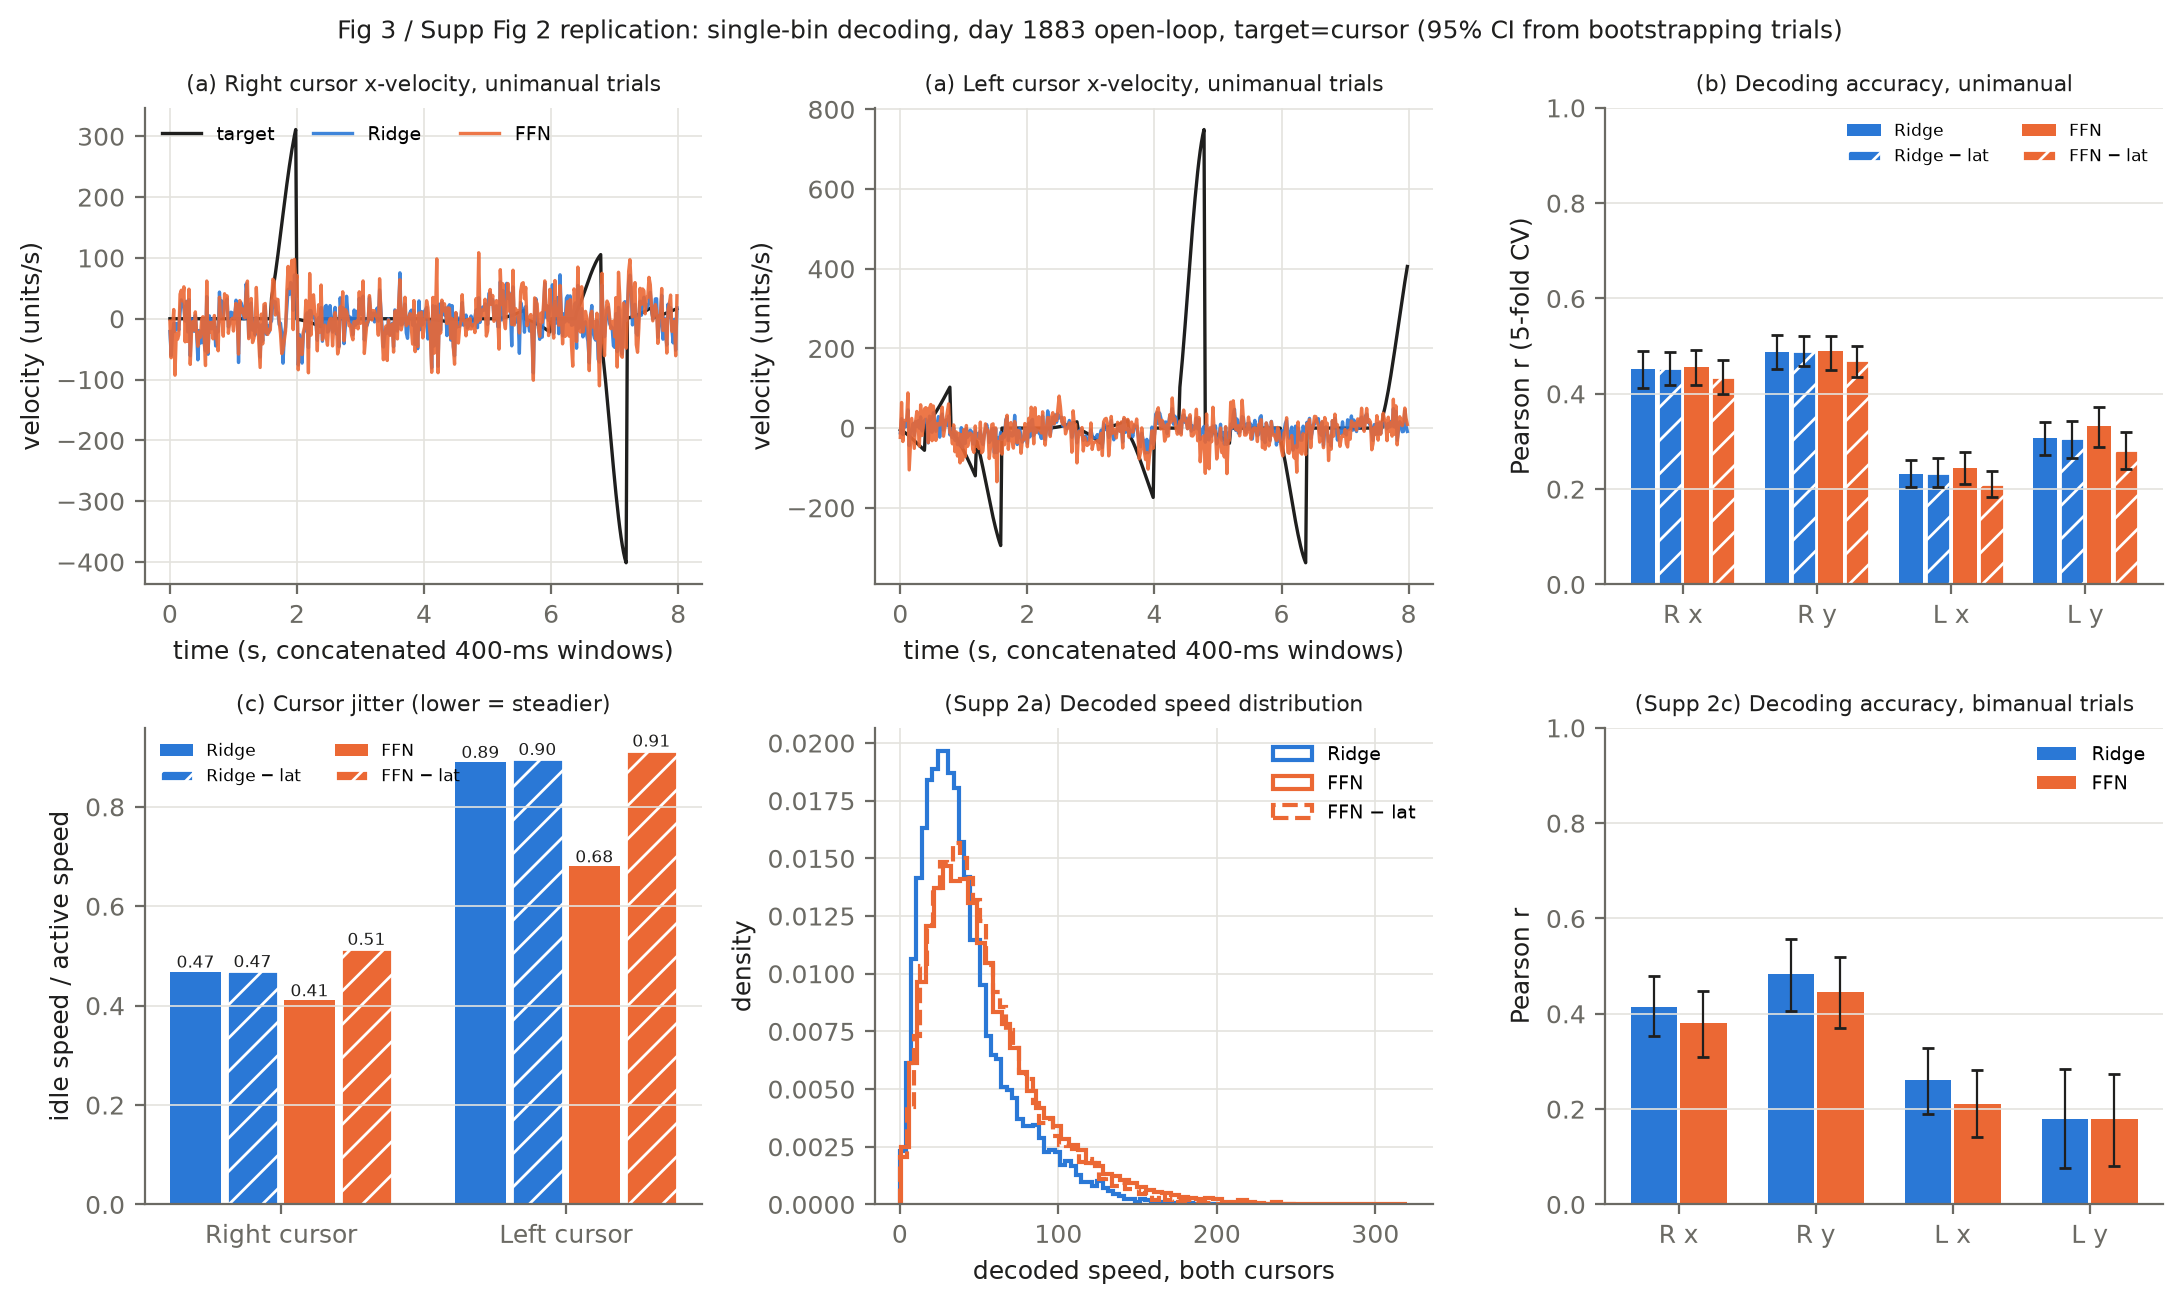 Fig 3 / Supp Fig 2 replication: single-bin decoding, day 1883 open-loop, target=cursor (95% CI from bootstrapping trials)
(a) Right cursor x-velocity, unimanual trials
velocity (units/s)
300
200
100
0
−100
−200
−300
−400
target
Ridge
FFN
0
2
4
6
8
time (s, concatenated 400-ms windows)
(a) Left cursor x-velocity, unimanual trials
velocity (units/s)
800
600
400
200
0
−200
0
2
4
6
8
time (s, concatenated 400-ms windows)
(b) Decoding accuracy, unimanual
Pearson r (5-fold CV)
1.0
0.8
0.6
0.4
0.2
0.0
Ridge
Ridge − lat
FFN
FFN − lat
R x
R y
L x
L y
(c) Cursor jitter (lower = steadier)
idle speed / active speed
0.8
0.6
0.4
0.2
0.0
Ridge
Ridge − lat
FFN
FFN − lat
0.47
0.47
0.41
0.51
0.89
0.90
0.68
0.91
Right cursor
Left cursor
(Supp 2a) Decoded speed distribution
density
0.0200
0.0175
0.0150
0.0125
0.0100
0.0075
0.0050
0.0025
0.0000
Ridge
FFN
FFN − lat
0
100
200
300
decoded speed, both cursors
(Supp 2c) Decoding accuracy, bimanual trials
Pearson r
1.0
0.8
0.6
0.4
0.2
0.0
Ridge
FFN
R x
R y
L x
L y